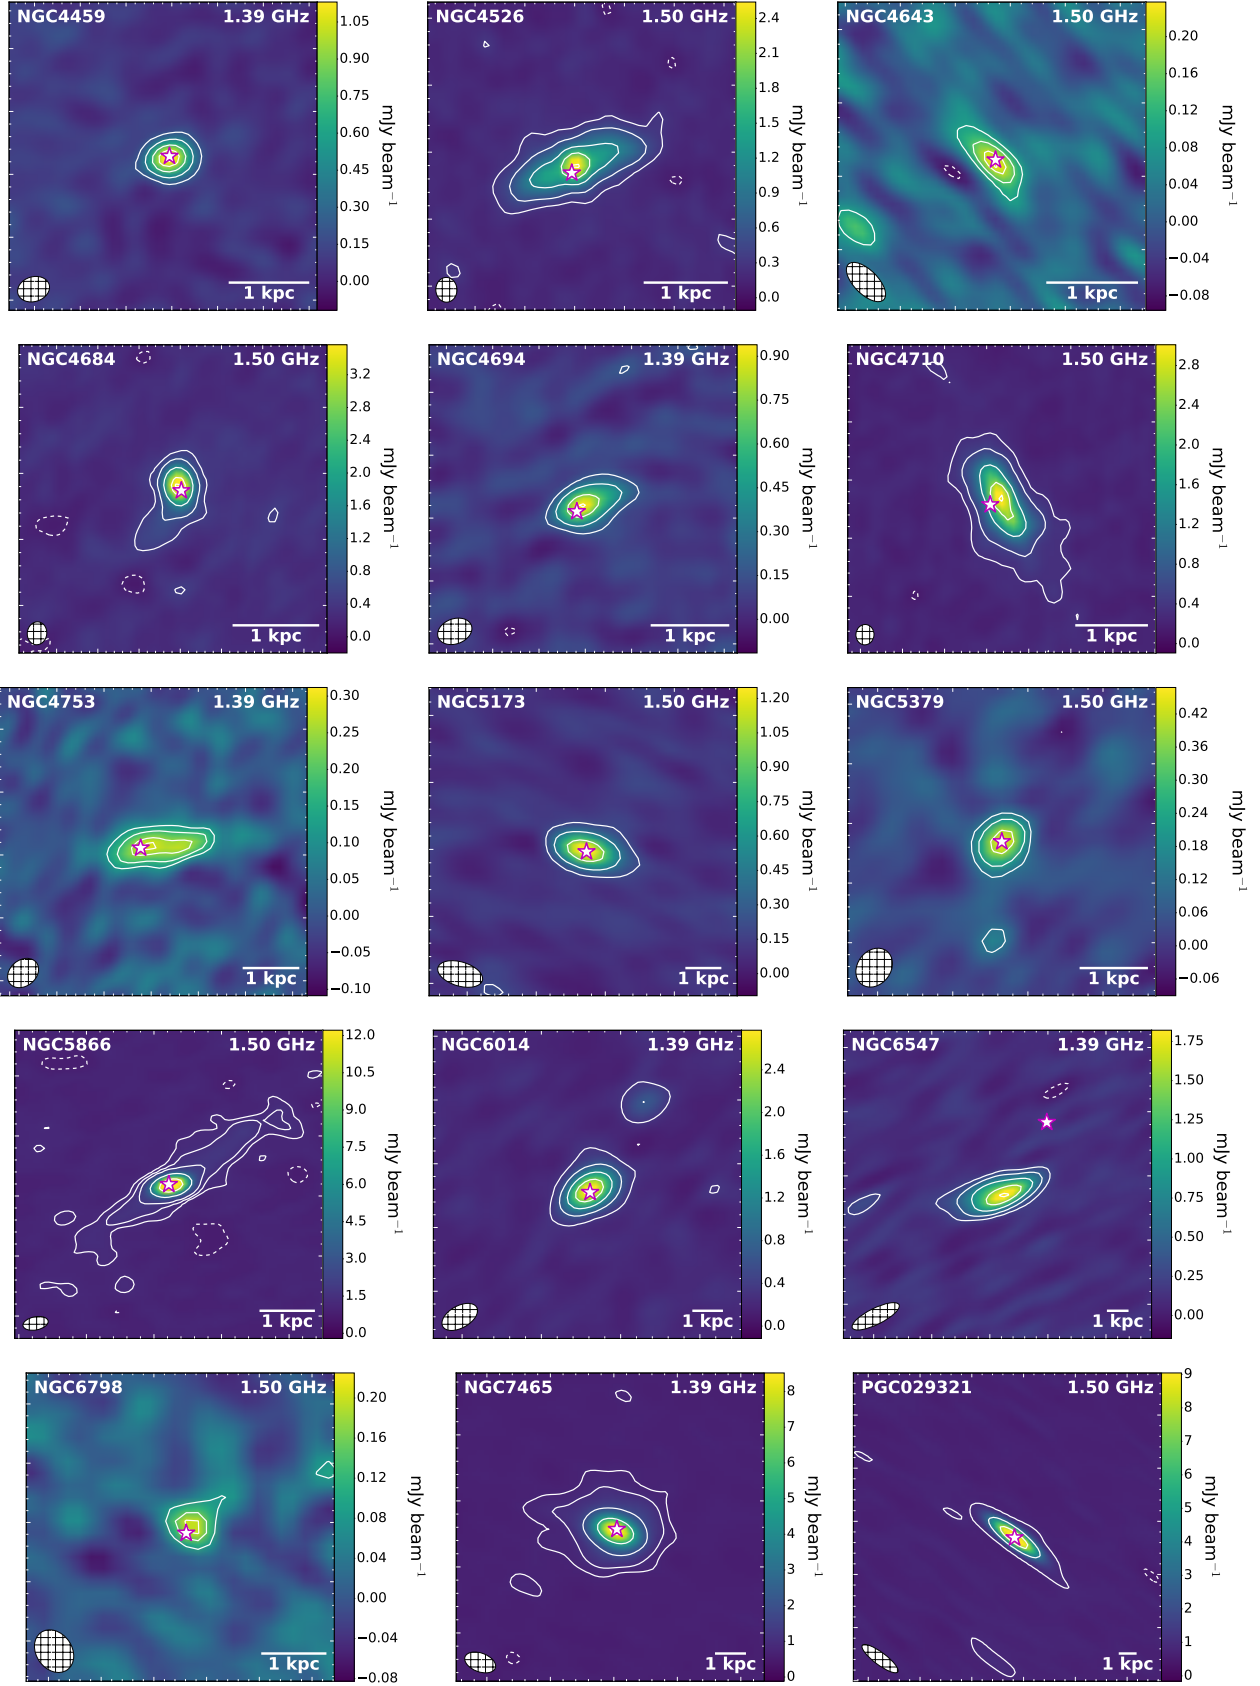 NGC4459 1.39 GHz
1.05
0.90
0.75
0.60
0.45
0.30
0.15
0.00
mJy beam−1
1 kpc
NGC4526 1.50 GHz
2.4
2.1
1.8
1.5
1.2
0.9
0.6
0.3
0.0
mJy beam−1
1 kpc
NGC4643 1.50 GHz
0.20
0.16
0.12
0.08
0.04
0.00
−0.04
−0.08
mJy beam−1
1 kpc
NGC4684 1.50 GHz
3.2
2.8
2.4
2.0
1.6
1.2
0.8
0.4
0.0
mJy beam−1
1 kpc
NGC4694 1.39 GHz
0.90
0.75
0.60
0.45
0.30
0.15
0.00
mJy beam−1
1 kpc
NGC4710 1.50 GHz
2.8
2.4
2.0
1.6
1.2
0.8
0.4
0.0
mJy beam−1
1 kpc
NGC4753 1.39 GHz
0.30
0.25
0.20
0.15
0.10
0.05
0.00
−0.05
−0.10
mJy beam−1
1 kpc
NGC5173 1.50 GHz
1.20
1.05
0.90
0.75
0.60
0.45
0.30
0.15
0.00
mJy beam−1
1 kpc
NGC5379 1.50 GHz
0.42
0.36
0.30
0.24
0.18
0.12
0.06
0.00
−0.06
mJy beam−1
1 kpc
NGC5866 1.50 GHz
12.0
10.5
9.0
7.5
6.0
4.5
3.0
1.5
0.0
mJy beam−1
1 kpc
NGC6014 1.39 GHz
2.4
2.0
1.6
1.2
0.8
0.4
0.0
mJy beam−1
1 kpc
NGC6547 1.39 GHz
1.75
1.50
1.25
1.00
0.75
0.50
0.25
0.00
mJy beam−1
1 kpc
NGC6798 1.50 GHz
0.20
0.16
0.12
0.08
0.04
0.00
−0.04
−0.08
mJy beam−1
1 kpc
NGC7465 1.39 GHz
8
7
6
5
4
3
2
1
0
mJy beam−1
1 kpc
PGC029321 1.50 GHz
9
8
7
6
5
4
3
2
1
0
mJy beam−1
1 kpc